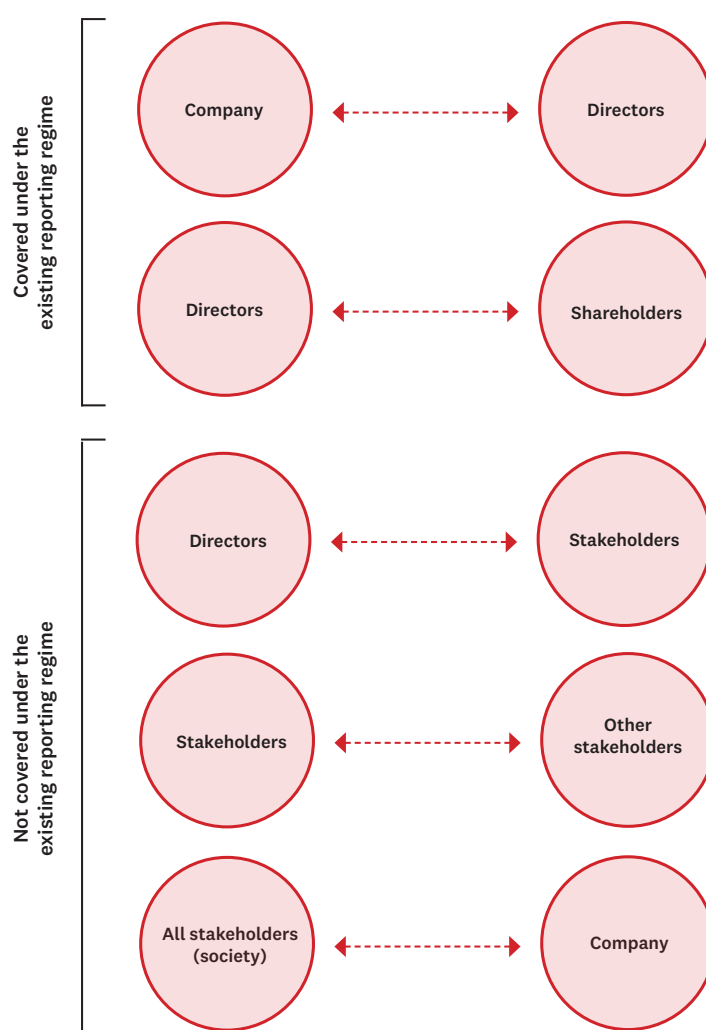 Covered under the
existing reporting regime
Company
Directors
Directors
Shareholders
Not covered under the
existing reporting regime
Directors
Stakeholders
Stakeholders
Other
stakeholders
All stakeholders
(society)
Company